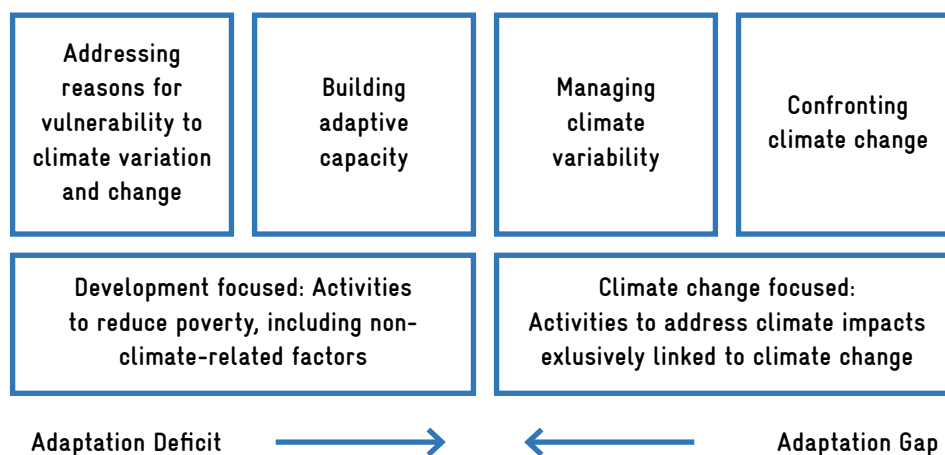 Addressing
reasons for
vulnerability to
climate variation
and change
Building
adaptive
capacity
Managing
climate
variability
Confronting
climate change
Development focused: Activities
to reduce poverty, including non-
climate-related factors
Climate change focused:
Activities to address climate impacts
exlusively linked to climate change
Adaptation Deficit
Adaptation Gap